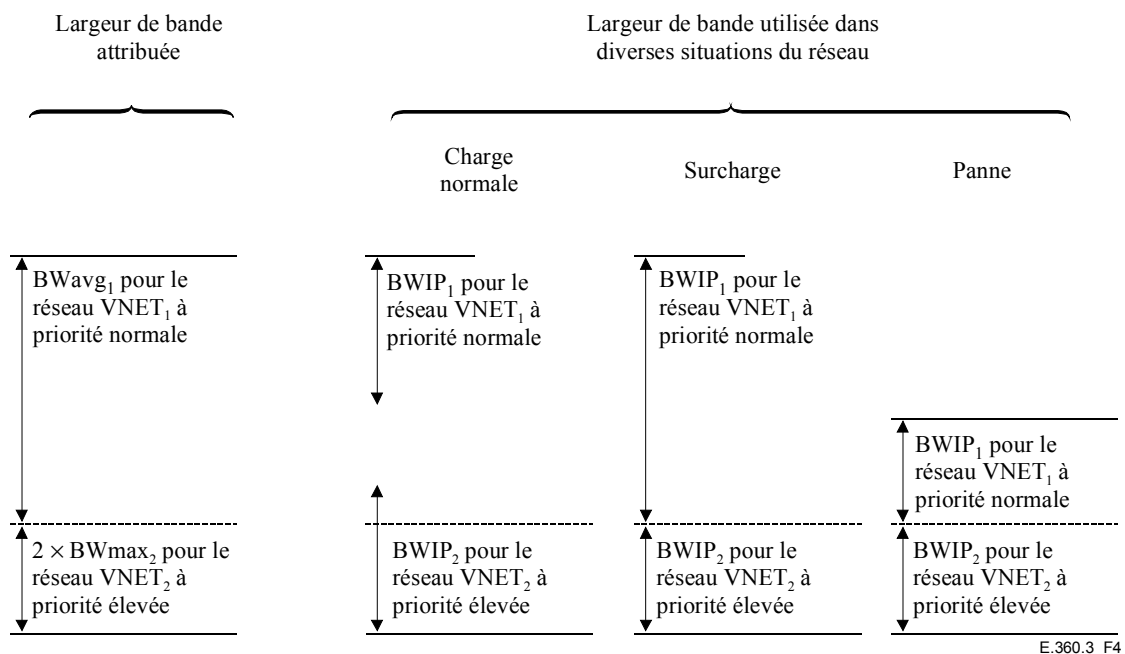 Largeur de bande
attribuée
Largeur de bande utilisée dans
diverses situations du réseau
Charge
normale
Surcharge
Panne
BWavg₁ pour le
réseau VNET₁ à
priorité normale
2 × BWmax₂ pour le
réseau VNET₂ à
priorité élevée
BWIP₁ pour le
réseau VNET₁ à
priorité normale
BWIP₂ pour le
réseau VNET₂ à
priorité élevée
BWIP₁ pour le
réseau VNET₁ à
priorité normale
BWIP₂ pour le
réseau VNET₂ à
priorité élevée
BWIP₁ pour le
réseau VNET₁ à
priorité normale
BWIP₂ pour le
réseau VNET₂ à
priorité élevée
E.360.3_F4